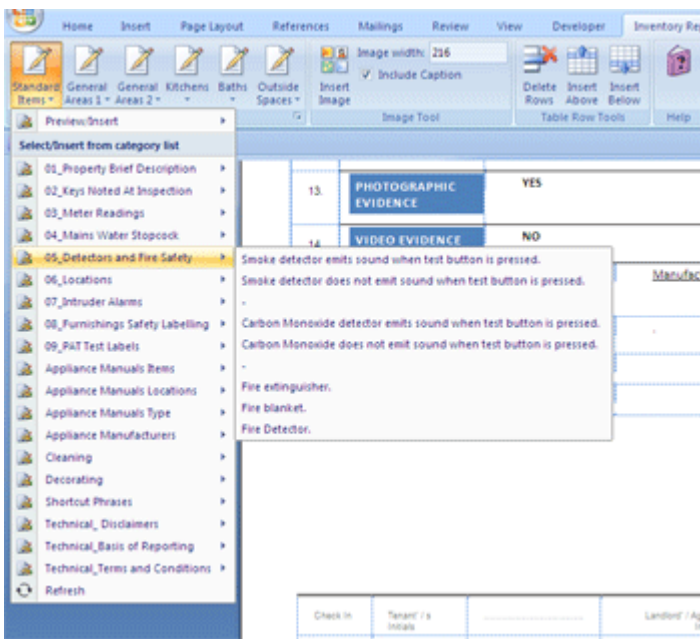 Home Insert Page Layout References Mailings Review View Developer Inventory Re
Image width: 216
Include Caption
Standard Items General Areas 1 General Areas 2 Kitchens Baths Outside Spaces Insert Image Delete Rows Insert Above Insert Below
Image Tool Table Row Tools Help
Preview/Insert
Select/Insert from category list
01_Property Brief Description
02_Keys Noted At Inspection
03_Meter Readings
04_Mains Water Stopcock
05_Detectors and Fire Safety
06_Locations
07_Intruder Alarms
08_Furnishings Safety Labelling
09_PAT Test Labels
Appliance Manuals Items
Appliance Manuals Locations
Appliance Manuals Type
Appliance Manufacturers
Cleaning
Decorating
Shortcut Phrases
Technical_ Disclaimers
Technical_Basis of Reporting
Technical_Terms and Conditions
Refresh
Smoke detector emits sound when test button is pressed.
Smoke detector does not emit sound when test button is pressed.
-
Carbon Monoxide detector emits sound when test button is pressed.
Carbon Monoxide does not emit sound when test button is pressed.
-
Fire extinguisher.
Fire blanket.
Fire Detector.
13. PHOTOGRAPHIC EVIDENCE YES
14. VIDEO EVIDENCE NO
Manufac
Check In Tenant' / s Initials Landlord' / Ag